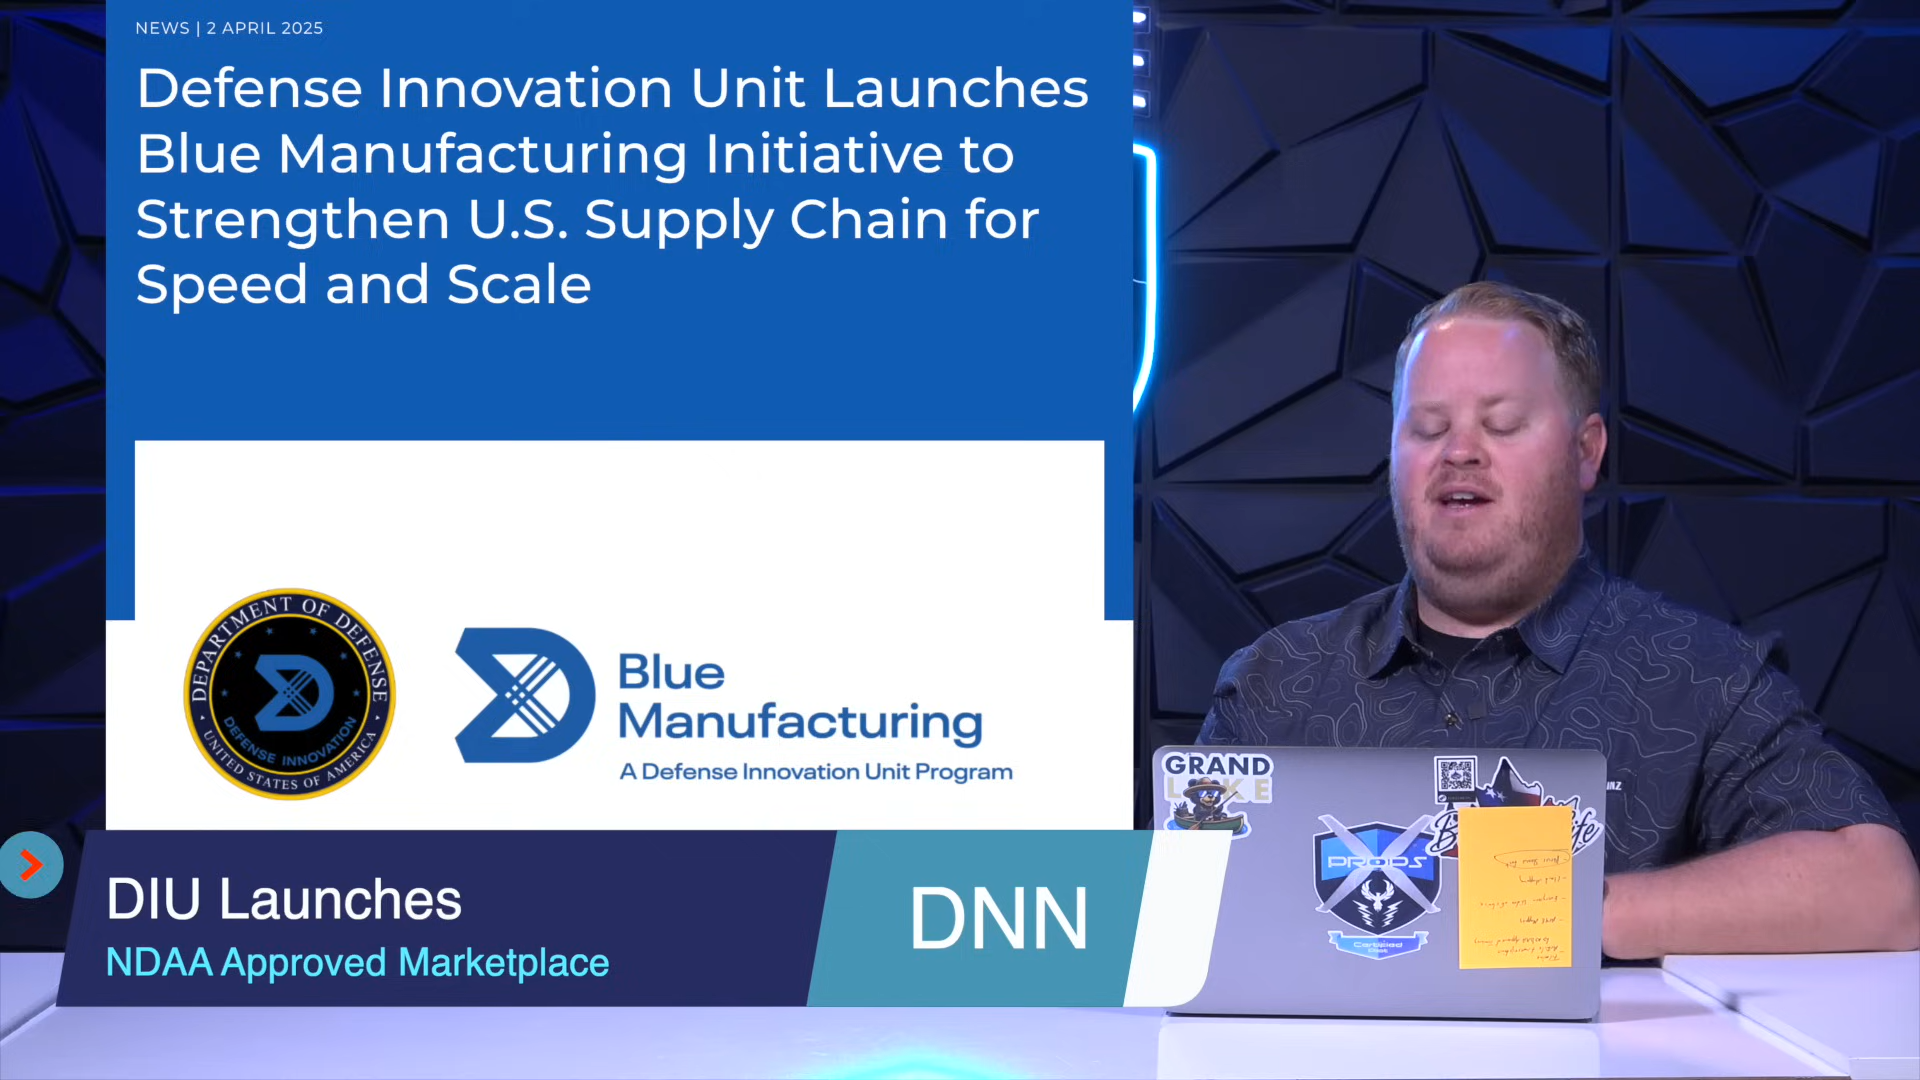 NEWS | 2 APRIL 2025
Defense Innovation Unit Launches
Blue Manufacturing Initiative to
Strengthen U.S. Supply Chain for
Speed and Scale
DEPARTMENT OF DEFENSE
DEFENSE INNOVATION
UNITED STATES OF AMERICA
Blue
Manufacturing
A Defense Innovation Unit Program
DIU Launches
NDAA Approved Marketplace
DNN
GRAND
LAKE
PROPS
Certified